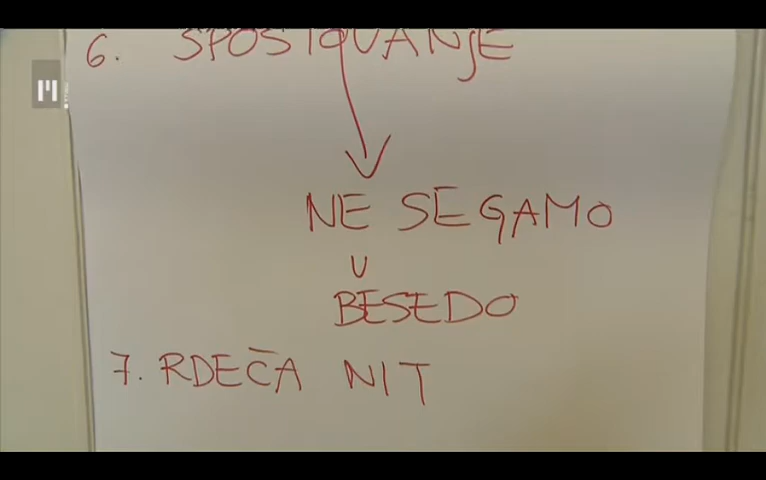 6. SPOŠTOVANJE
NE SEGAMO
V
BESEDO
7. RDEČA NIT